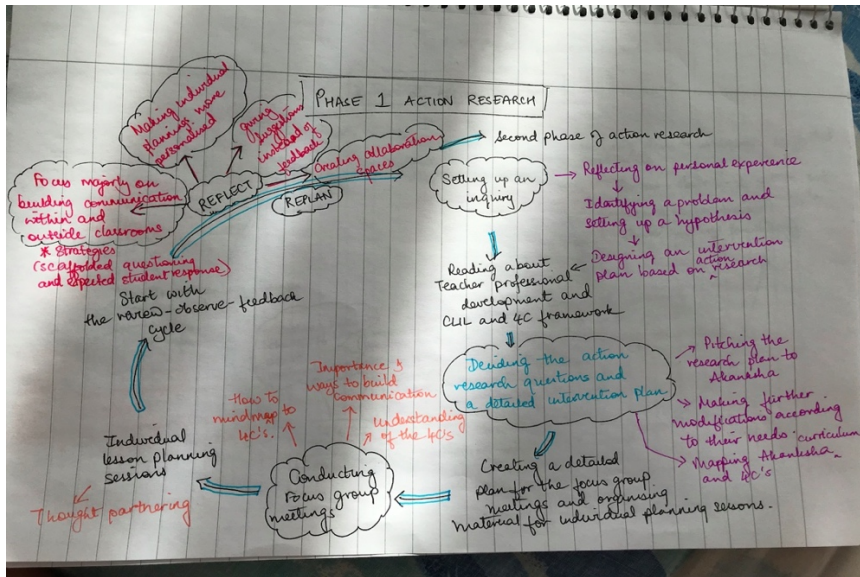 PHASE 1 ACTION RESEARCH
Second phase of action research
Setting up an
inquiry
Reflecting on personal experience
Identifying a problem and
setting up a hypothesis
Designing an intervention
plan based on action research
Reading about
Teacher professional
development and
CLIL and 4C framework
Deciding the action
research questions and
a detailed intervention plan
Pitching the
research plan to
Akanksha
Making further
modifications according
to their needs
Mapping Akanksha curriculum
and 4C's
Creating a detailed
plan for the focus group
meetings and organising
material for individual planning sessions.
Conducting
Focus group
meetings
understanding
of the 4C's
Importance &
ways to build
communication
How to
mindmap to
4C's.
Individual
lesson planning
sessions
Thought partnering
Start with
the review-observe-feedback
cycle
REFLECT
REPLAN
Focus majorly on
building communication
within and
outside classrooms
* Strategies
(scaffolded questioning
and expected student response)
Making individual
plannings more
personalised
giving
suggestions
instead of
feedback
Creating collaboration
spaces